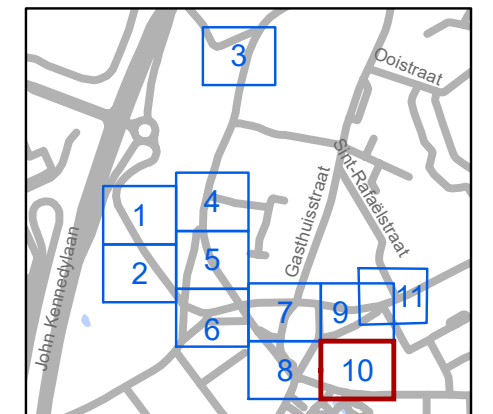 3
Ooistraat
Sint-Rafaëlstraat
4
1
Gasthuisstraat
5
2
John Kennedylaan
11
7
9
6
8
10